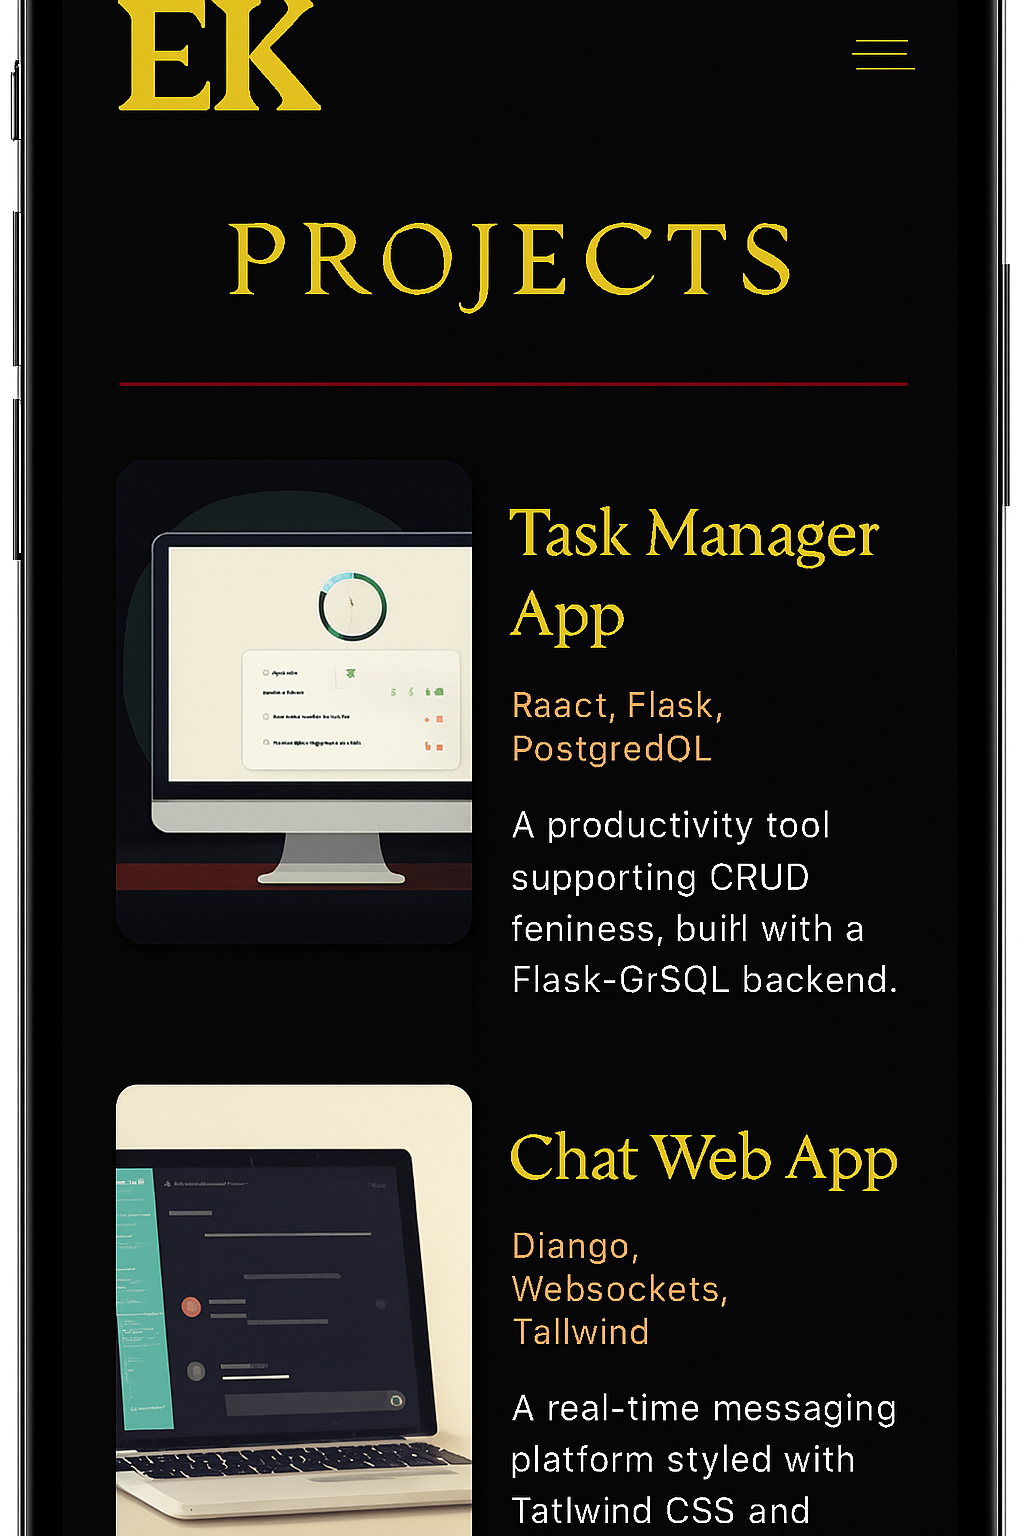 EK
PROJECTS
Task Manager
App
Raact, Flask,
PostgredOL
A productivity tool
supporting CRUD
feniness, buirl with a
Flask-GrSQL backend.
Chat Web App
Diango,
Websockets,
Tallwind
A real-time messaging
platform styled with
Tatlwind CSS and